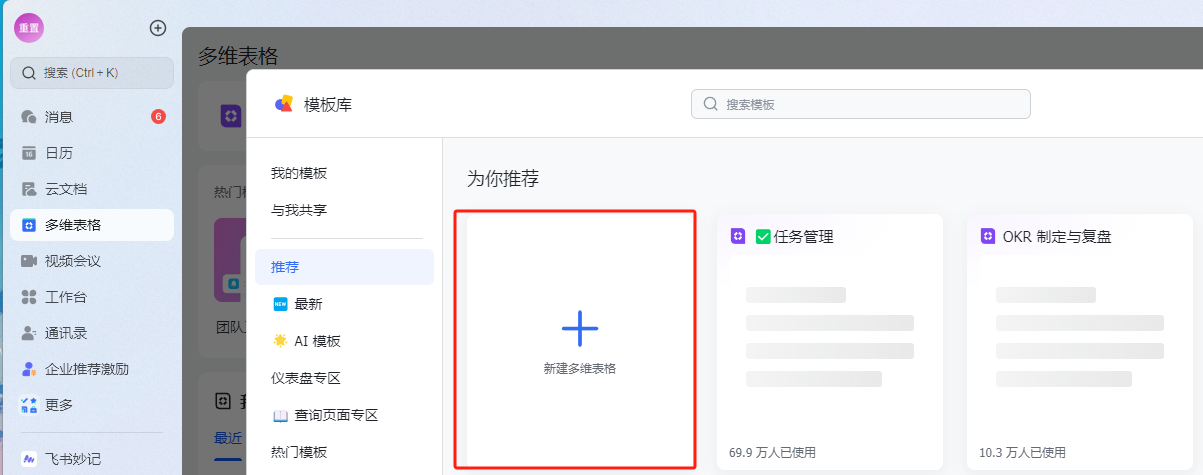 重置
搜索 (Ctrl + K)
消息
6
日历
16
云文档
多维表格
视频会议
工作台
通讯录
企业推荐激励
更多
飞书妙记
多维表格
热门
团队
最近
模板库
搜索模板
我的模板
与我共享
推荐
NEW
最新
AI 模板
仪表盘专区
查询页面专区
热门模板
为你推荐
新建多维表格
任务管理
69.9 万人已使用
OKR 制定与复盘
10.3 万人已使用